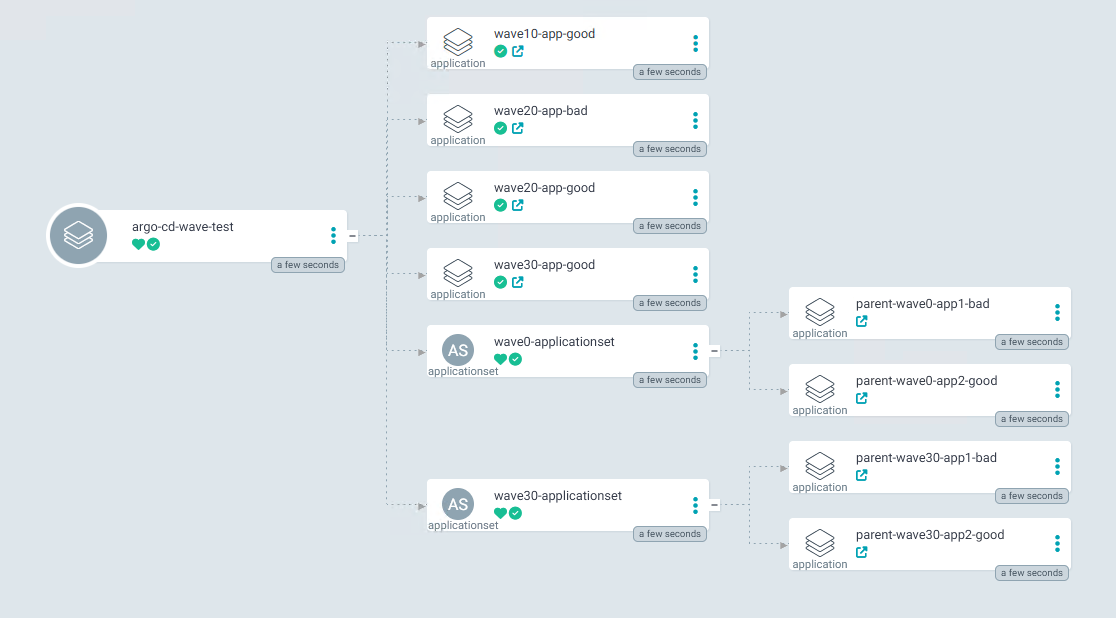 argo-cd-wave-test
a few seconds
wave10-app-good
application
a few seconds
wave20-app-bad
application
a few seconds
wave20-app-good
application
a few seconds
wave30-app-good
application
a few seconds
AS
wave0-applicationset
applicationset
a few seconds
parent-wave0-app1-bad
application
a few seconds
parent-wave0-app2-good
application
a few seconds
AS
wave30-applicationset
applicationset
a few seconds
parent-wave30-app1-bad
application
a few seconds
parent-wave30-app2-good
application
a few seconds